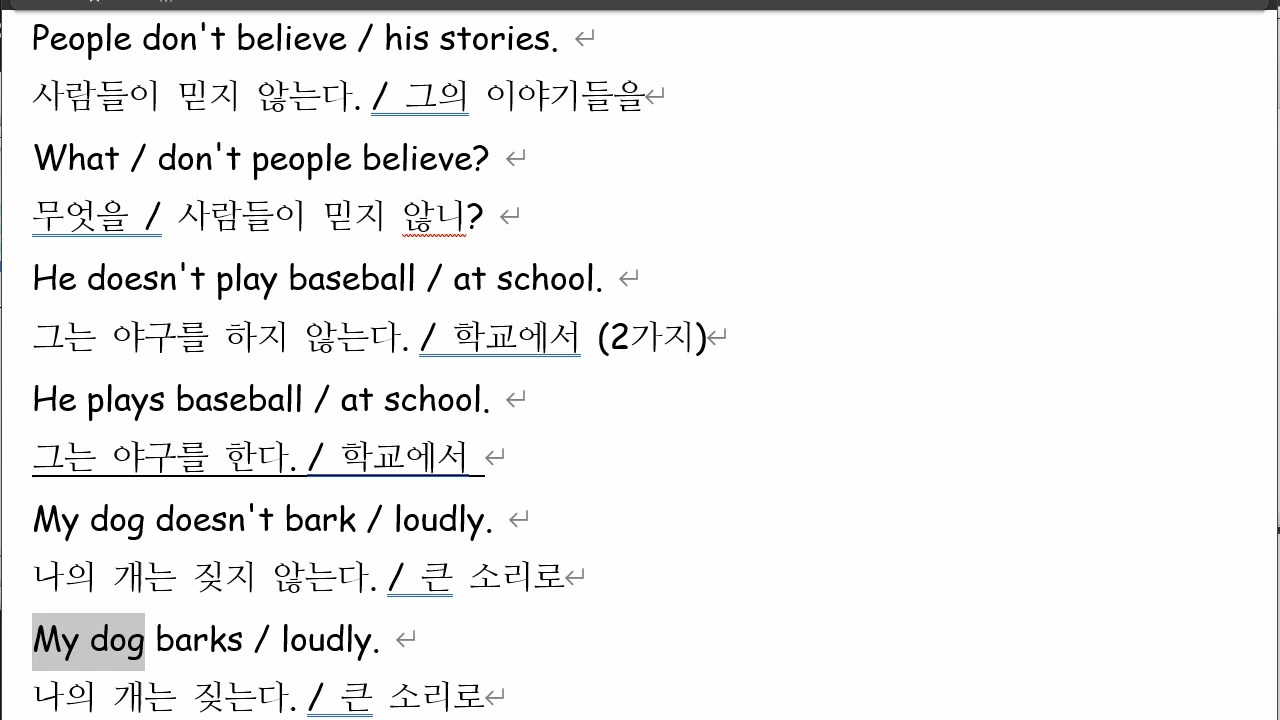 People don't believe / his stories.
사람들이 믿지 않는다. / 그의 이야기들을
What / don't people believe?
무엇을 / 사람들이 믿지 않니?
He doesn't play baseball / at school.
그는 야구를 하지 않는다. / 학교에서 (2가지)
He plays baseball / at school.
그는 야구를 한다. / 학교에서
My dog doesn't bark / loudly.
나의 개는 짖지 않는다. / 큰 소리로
My dog barks / loudly.
나의 개는 짖는다. / 큰 소리로